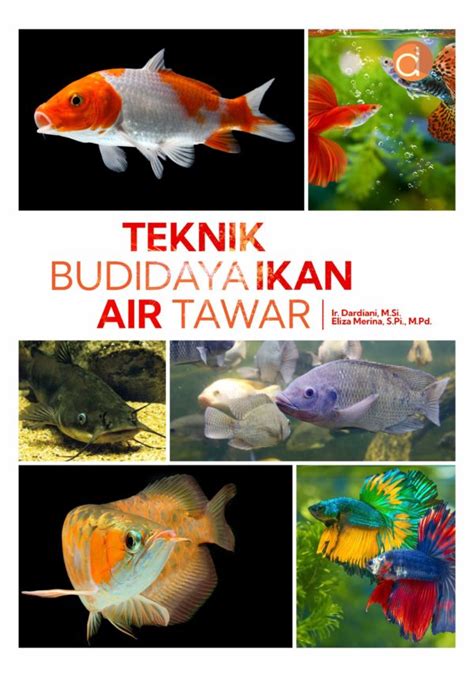 TEKNIK
BUDIDAYA IKAN
AIR TAWAR
Ir. Dardiani, M.Si.
Eliza Merina, S.Pi., M.Pd.